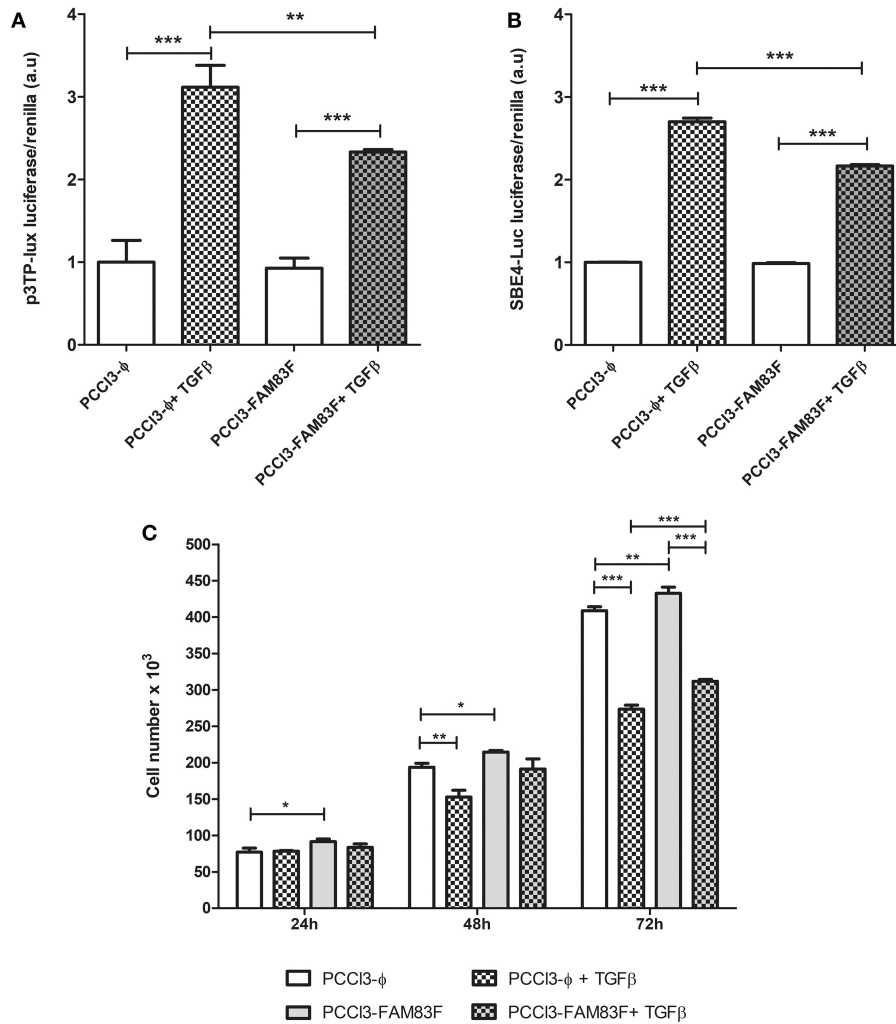 A
p3TP-lux luciferase/renilla (a.u)
4
3
2
1
0
***
**
***
PCCl3-ϕ
PCCl3-ϕ+ TGFβ
PCCl3-FAM83F
PCCl3-FAM83F+ TGFβ
B
SBE4-Luc luciferase/renilla (a.u)
4
3
2
1
0
***
***
***
PCCl3-ϕ
PCCl3-ϕ+ TGFβ
PCCl3-FAM83F
PCCl3-FAM83F+ TGFβ
C
Cell number x 10³
500
450
400
350
300
250
200
150
100
50
0
*
*
**
***
**
***
***
24h
48h
72h
PCCl3-ϕ
PCCl3-ϕ + TGFβ
PCCl3-FAM83F
PCCl3-FAM83F+ TGFβ